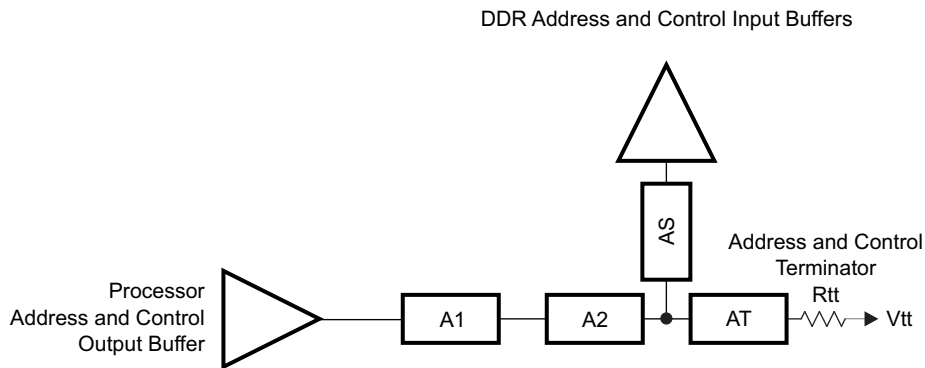 DDR Address and Control Input Buffers
AS
Address and Control
Terminator
Rtt
Processor
Address and Control
Output Buffer
A1
A2
AT
Vtt